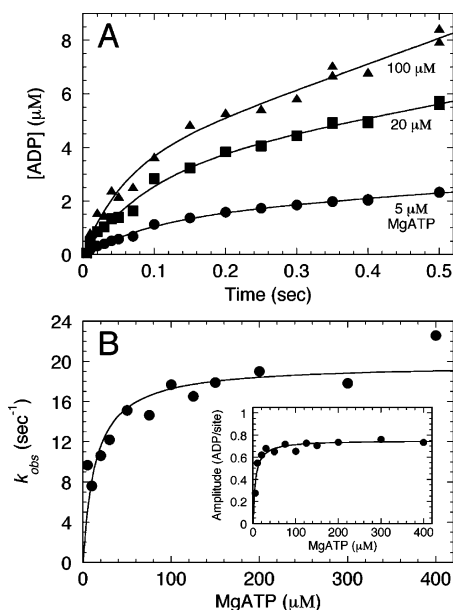 A
[ADP] (µM)
8
6
4
2
0
100 µM
20 µM
5 µM
MgATP
0
0.1
0.2
0.3
0.4
0.5
Time (sec)
B
k obs (sec⁻¹)
24
20
16
12
8
4
0
Amplitude (ADP/site)
1
0.8
0.6
0.4
0.2
0
0 100 200 300 400
MgATP (µM)
0
100
200
300
400
MgATP (µM)